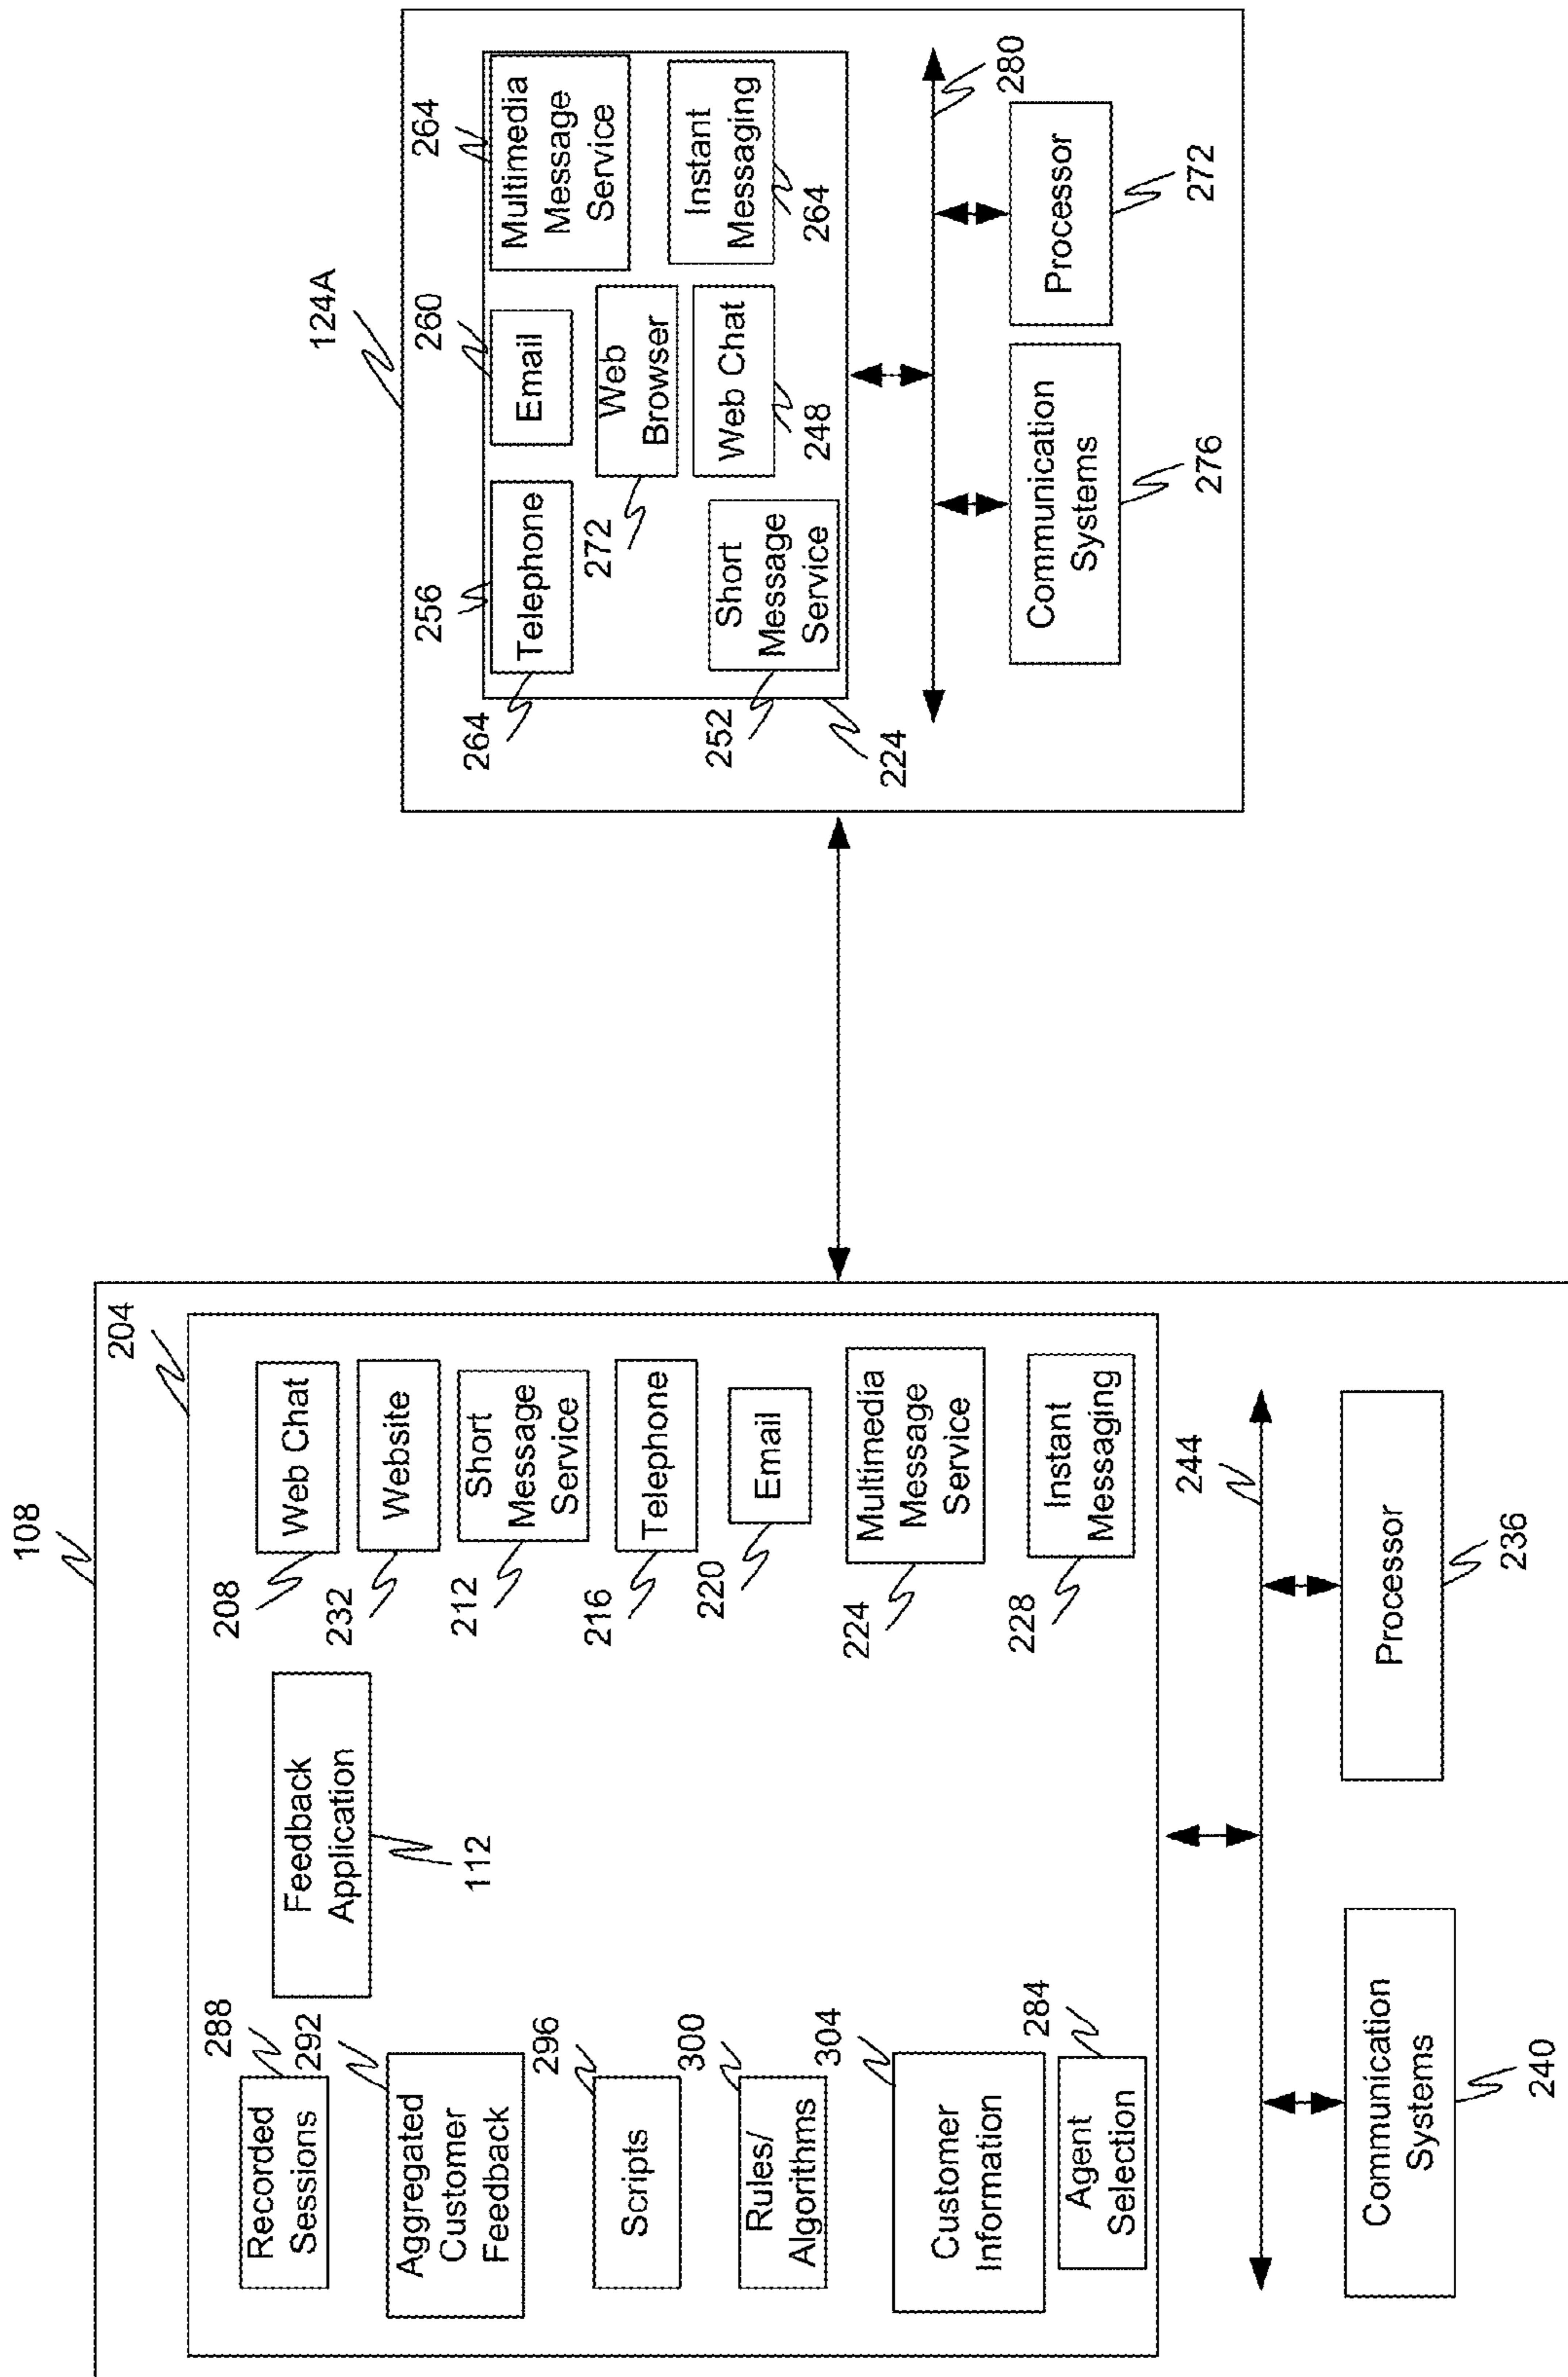 108
204
288
Recorded
Sessions
292
Aggregated
Customer
Feedback
296
Scripts
300
Rules/
Algorithms
304
Customer
Information
284
Agent
Selection
Feedback
Application
112
208
Web Chat
232
Website
212
Short
Message
Service
216
Telephone
220
Email
224
Multimedia
Message
Service
228
Instant
Messaging
244
Communication
Systems
240
Processor
236
124A
256
Telephone
264
260
Email
264
Multimedia
Message
Service
272
Web
Browser
Web Chat
248
Instant
Messaging
264
252
Short
Message
Service
224
280
Communication
Systems
276
Processor
272